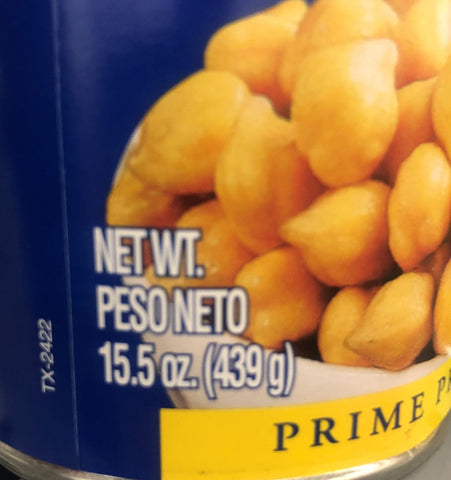 NET WT.
PESO NETO
15.5 oz. (439 g)
TX-2422
PRIME